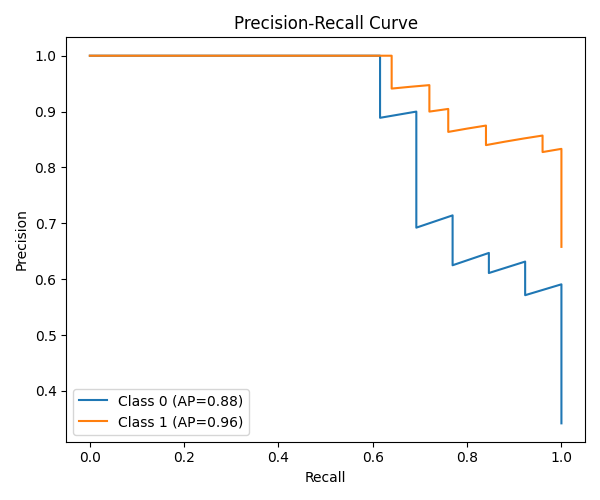 Precision-Recall Curve
1.0
0.9
0.8
0.7
0.6
0.5
0.4
Precision
Class 0 (AP=0.88)
Class 1 (AP=0.96)
0.0 0.2 0.4 0.6 0.8 1.0
Recall